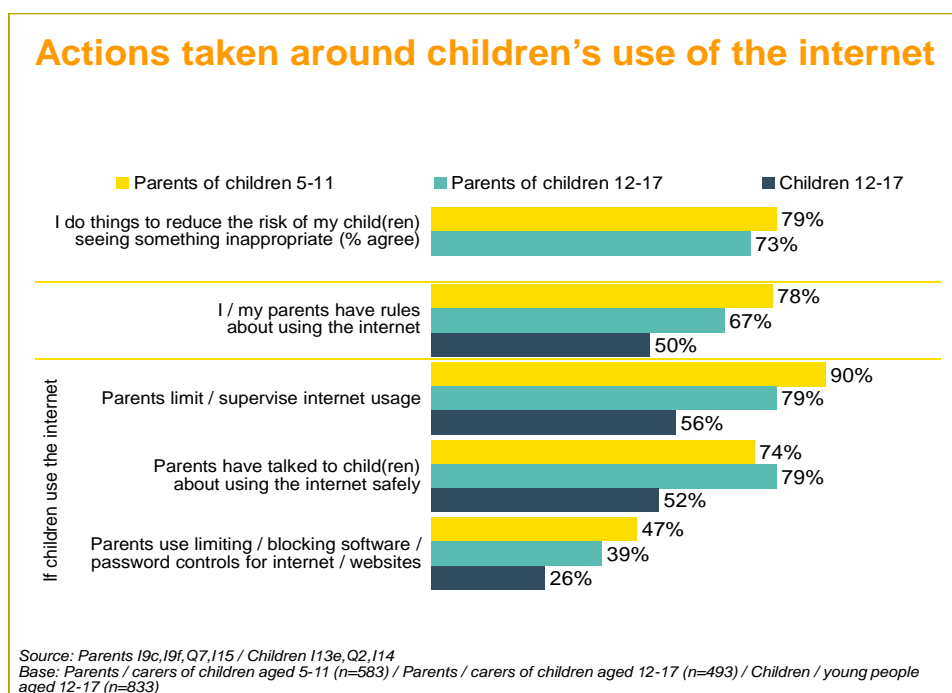 Actions taken around children’s use of the internet
Parents of children 5-11
Parents of children 12-17
Children 12-17
I do things to reduce the risk of my child(ren)
seeing something inappropriate (% agree)
79%
73%
I / my parents have rules
about using the internet
78%
67%
50%
If children use the internet
Parents limit / supervise internet usage
90%
79%
56%
Parents have talked to child(ren)
about using the internet safely
74%
79%
52%
Parents use limiting / blocking software /
password controls for internet / websites
47%
39%
26%
Source: Parents I9c,I9f,Q7,I15 / Children I13e,Q2,I14
Base: Parents / carers of children aged 5-11 (n=583) / Parents / carers of children aged 12-17 (n=493) / Children / young people
aged 12-17 (n=833)